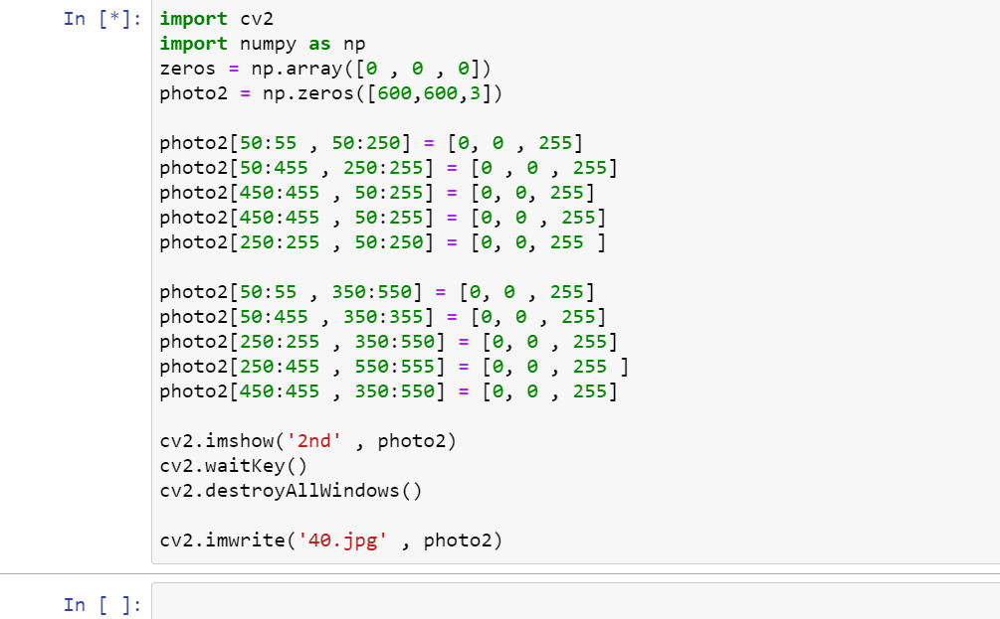 In [*]: import cv2
import numpy as np
zeros = np.array([0 , 0 , 0])
photo2 = np.zeros([600,600,3])
photo2[50:55 , 50:250] = [0, 0 , 255]
photo2[50:455 , 250:255] = [0 , 0 , 255]
photo2[450:455 , 50:255] = [0, 0, 255]
photo2[450:455 , 50:255] = [0, 0 , 255]
photo2[250:255 , 50:250] = [0, 0, 255 ]
photo2[50:55 , 350:550] = [0, 0 , 255]
photo2[50:455 , 350:355] = [0, 0 , 255]
photo2[250:255 , 350:550] = [0, 0 , 255]
photo2[250:455 , 550:555] = [0, 0 , 255 ]
photo2[450:455 , 350:550] = [0, 0 , 255]
cv2.imshow('2nd' , photo2)
cv2.waitKey()
cv2.destroyAllWindows()
cv2.imwrite('40.jpg' , photo2)
In [ ]: